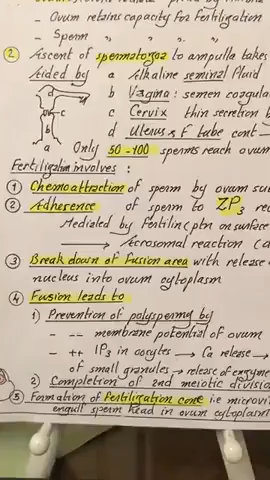 - Ovum retains capacity for fertilization
- Sperm " " "
② Ascent of spermatozoa to ampulla takes
Aided by a Alkaline seminal fluid
b Vagina: semen coagula
c Cervix thin secretion b
d Uterus & F tube cont
d
c
b
a
Only 50-100 sperms reach ovum
Fertilization involves:
① Chemoattraction of sperm by ovum su
② Adherence of sperm to ZP3 re
Mediated by Fertilin (ptn on surface
→ Acrosomal reaction (a
③ Break down of fusion area with release
nucleus into ovum cytoplasm
④ Fusion leads to
1) Prevention of polyspermy by
- -- membrane potential of ovum
- ++ IP3 in oocytes → Ca release →
of small granules → release of enzyme
2) Completion of 2nd meiotic divisio
⑤ Formation of fertilization cone i.e microvi
engulf sperm head in ovum cytoplasm